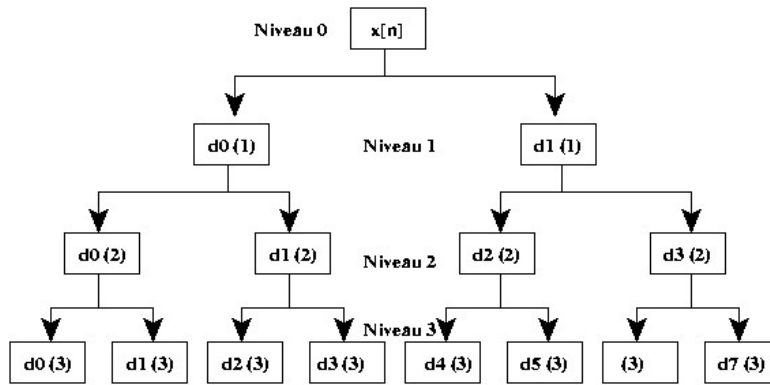 Niveau 0 x[n]
d0 (1) Niveau 1 d1 (1)
d0 (2) d1 (2) Niveau 2 d2 (2) d3 (2)
Niveau 3
d0 (3) d1 (3) d2 (3) d3 (3) d4 (3) d5 (3) (3) d7 (3)